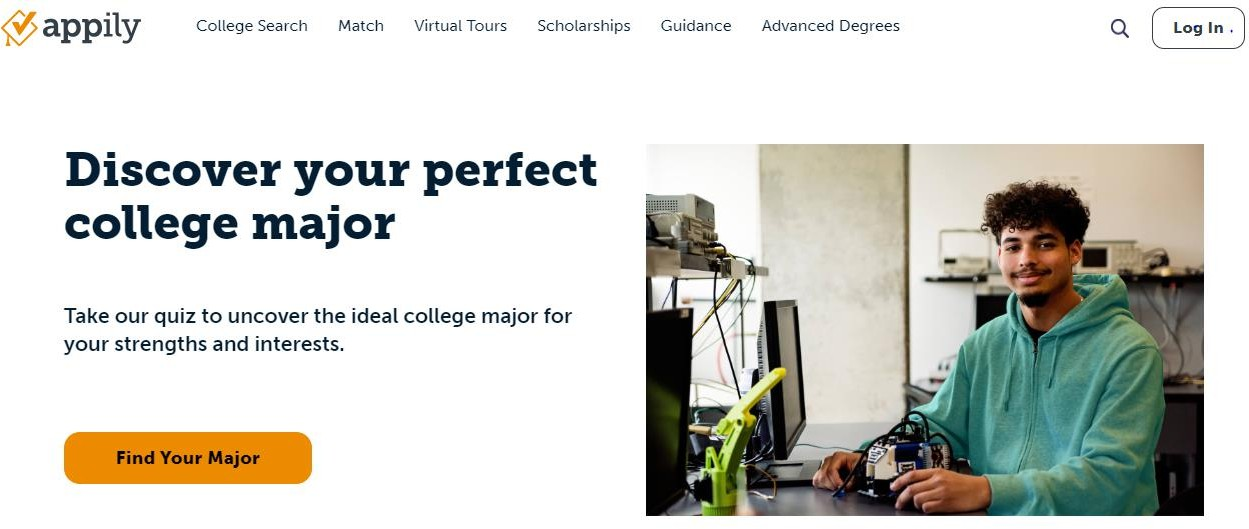 appily
College Search Match Virtual Tours Scholarships Guidance Advanced Degrees
Log In
Discover your perfect
college major
Take our quiz to uncover the ideal college major for
your strengths and interests.
Find Your Major